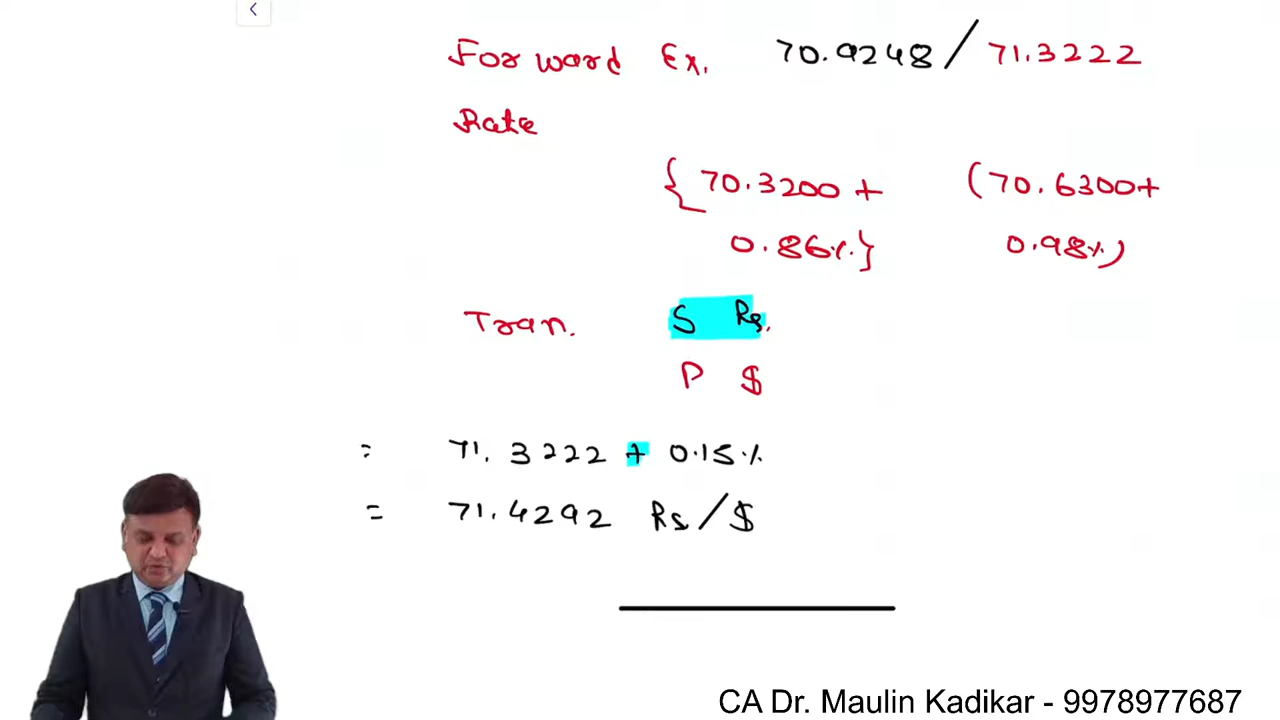 Forward Ex. 70.9248 / 71.3222
Rate
{70.3200 + (70.6300+
0.86%} 0.98%)
Tran. S Rs.
P $
= 71.3222 + 0.15%
= 71.4292 Rs/$
CA Dr. Maulin Kadikar - 9978977687